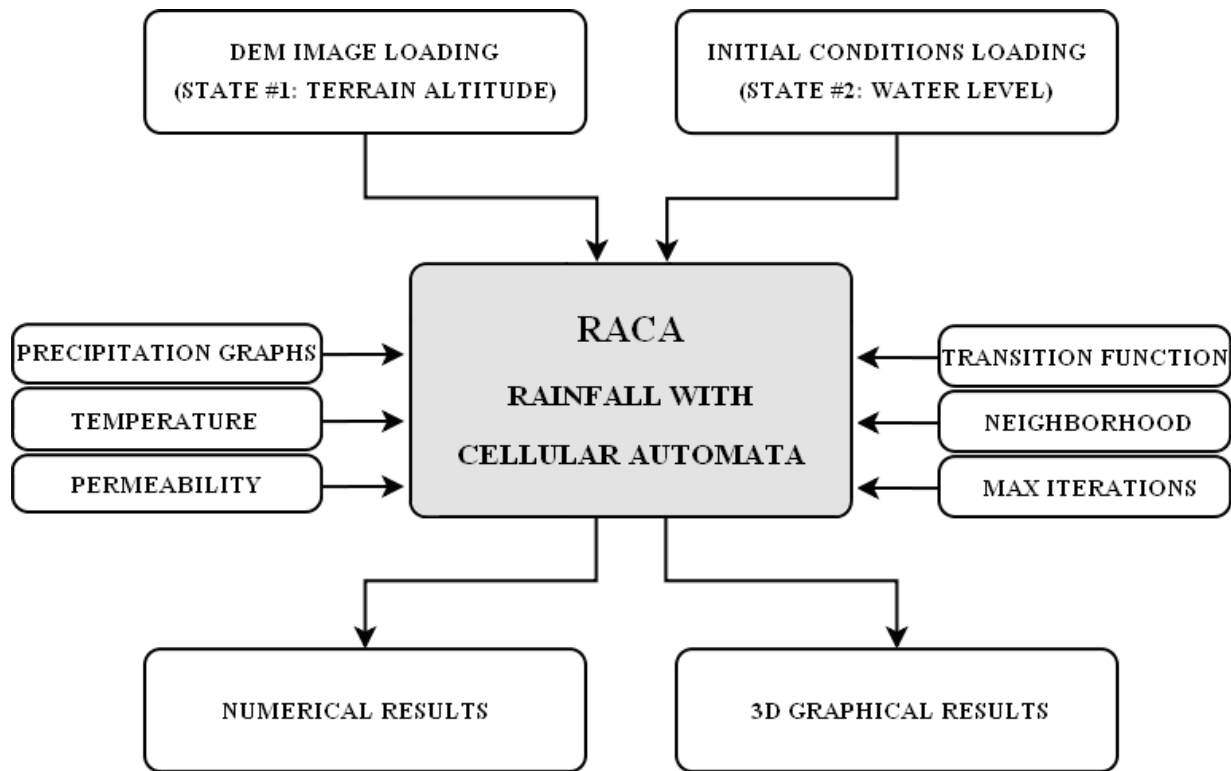 DEM IMAGE LOADING
(STATE #1: TERRAIN ALTITUDE)
INITIAL CONDITIONS LOADING
(STATE #2: WATER LEVEL)
RACA
RAINFALL WITH
CELLULAR AUTOMATA
PRECIPITATION GRAPHS
TEMPERATURE
PERMEABILITY
TRANSITION FUNCTION
NEIGHBORHOOD
MAX ITERATIONS
NUMERICAL RESULTS
3D GRAPHICAL RESULTS